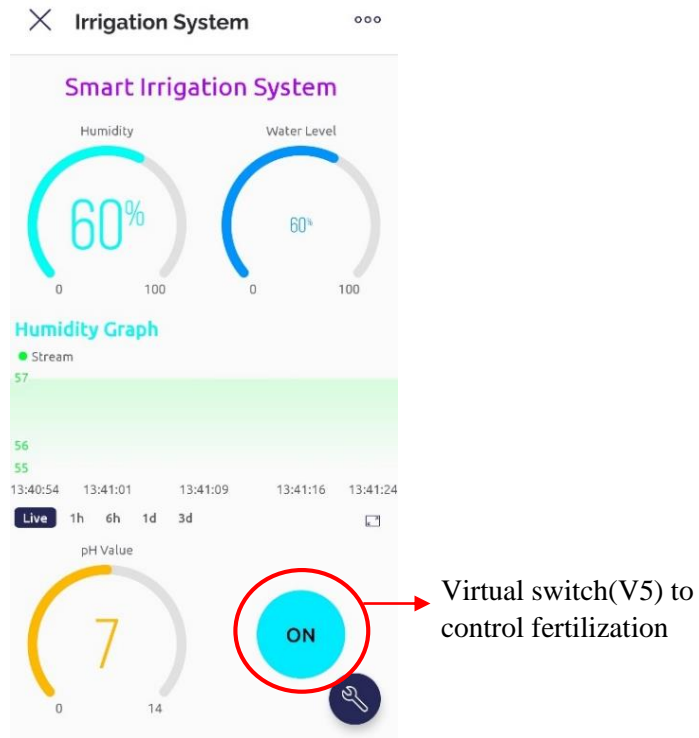 Irrigation System
Smart Irrigation System
Humidity
Water Level
60%
60%
0
100
0
100
Humidity Graph
Stream
57
56
55
13:40:54 13:41:01 13:41:09 13:41:16 13:41:24
Live 1h 6h 1d 3d
pH Value
7
0
14
ON
Virtual switch(V5) to
control fertilization